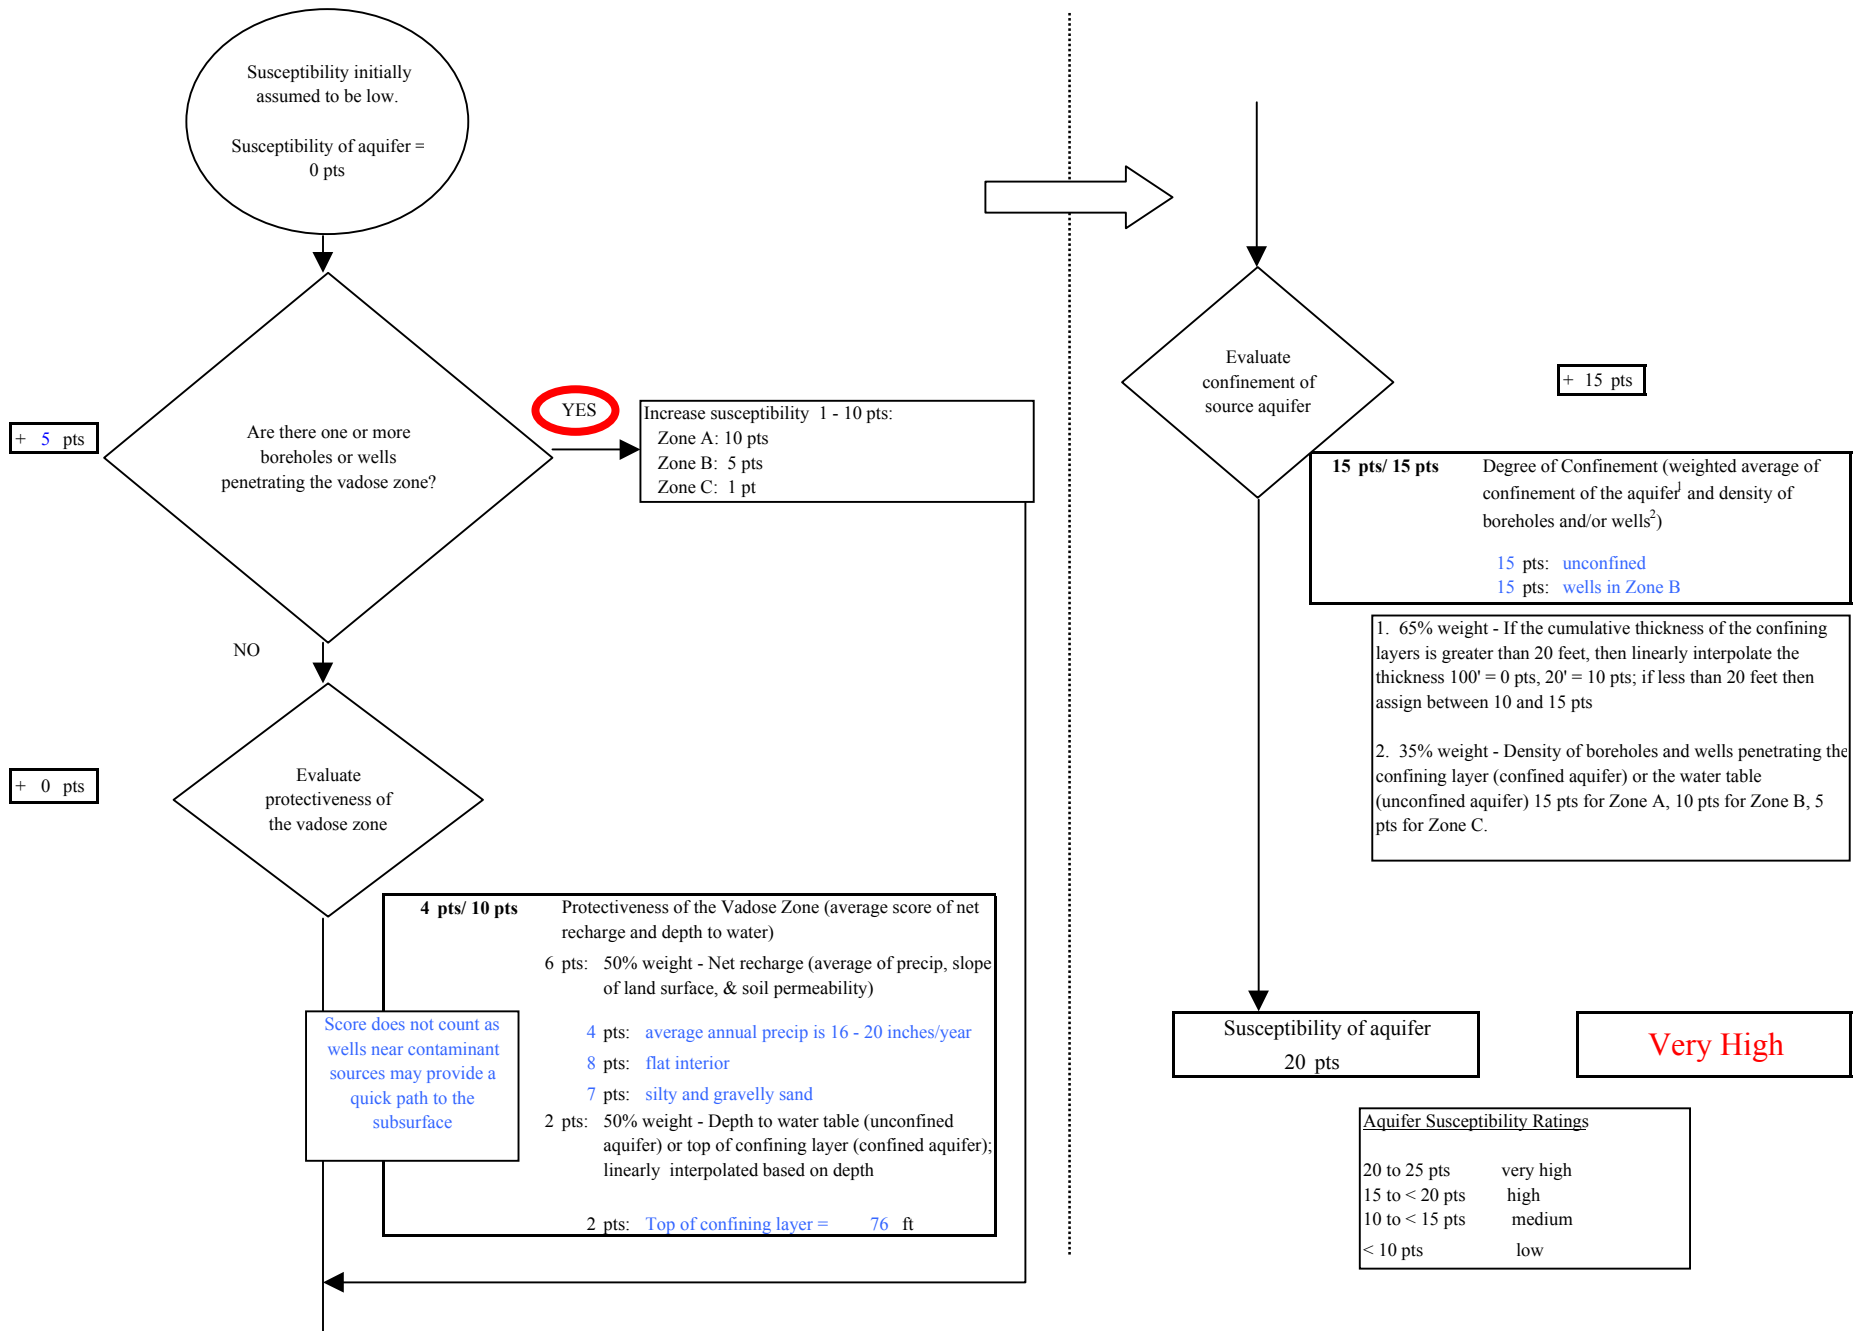 Susceptibility initially
assumed to be low.
Susceptibility of aquifer =
0 pts
+ 5 pts
Are there one or more
boreholes or wells
penetrating the vadose zone?
YES
Increase susceptibility 1 - 10 pts:
Zone A: 10 pts
Zone B: 5 pts
Zone C: 1 pt
NO
+ 0 pts
Evaluate
protectiveness of
the vadose zone
4 pts/ 10 pts
Protectiveness of the Vadose Zone (average score of net
recharge and depth to water)
6 pts: 50% weight - Net recharge (average of precip, slope
of land surface, & soil permeability)
4 pts: average annual precip is 16 - 20 inches/year
8 pts: flat interior
7 pts: silty and gravelly sand
2 pts: 50% weight - Depth to water table (unconfined
aquifer) or top of confining layer (confined aquifer);
linearly interpolated based on depth
2 pts: Top of confining layer = 76 ft
Score does not count as
wells near contaminant
sources may provide a
quick path to the
subsurface
Evaluate
confinement of
source aquifer
+ 15 pts
15 pts/ 15 pts
Degree of Confinement (weighted average of
confinement of the aquifer1 and density of
boreholes and/or wells2)
15 pts: unconfined
15 pts: wells in Zone B
1. 65% weight - If the cumulative thickness of the confining
layers is greater than 20 feet, then linearly interpolate the
thickness 100' = 0 pts, 20' = 10 pts; if less than 20 feet then
assign between 10 and 15 pts
2. 35% weight - Density of boreholes and wells penetrating the
confining layer (confined aquifer) or the water table
(unconfined aquifer) 15 pts for Zone A, 10 pts for Zone B, 5
pts for Zone C.
Susceptibility of aquifer
20 pts
Very High
Aquifer Susceptibility Ratings
20 to 25 pts very high
15 to < 20 pts high
10 to < 15 pts medium
< 10 pts low